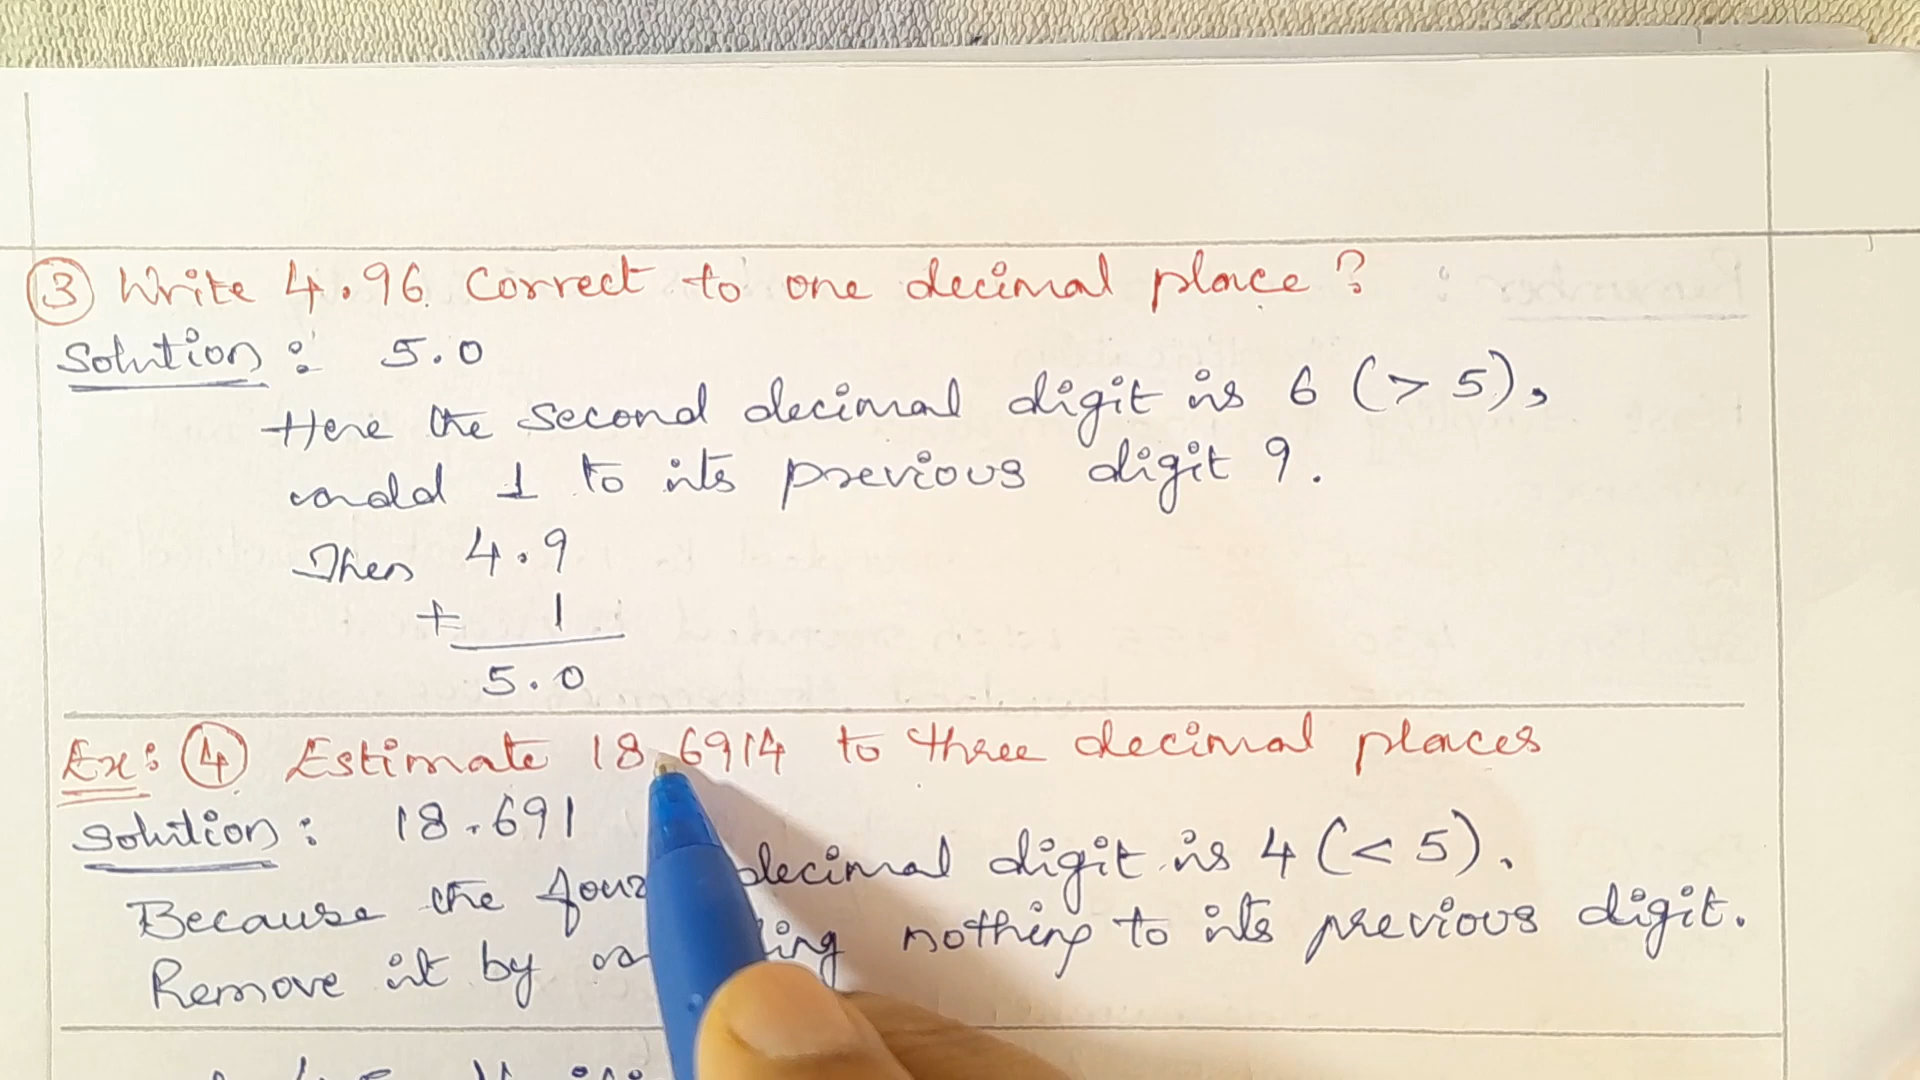 ③ Write 4.96 correct to one decimal place?
Solution: 5.0
Here the second decimal digit is 6 (> 5),
add 1 to its previous digit 9.
Then 4.9
+ 1
5.0
Ex: ④ Estimate 18.6914 to three decimal places
Solution: 18.691
Because the decimal digit is 4 (< 5).
Remove it by nothing to its previous digit.